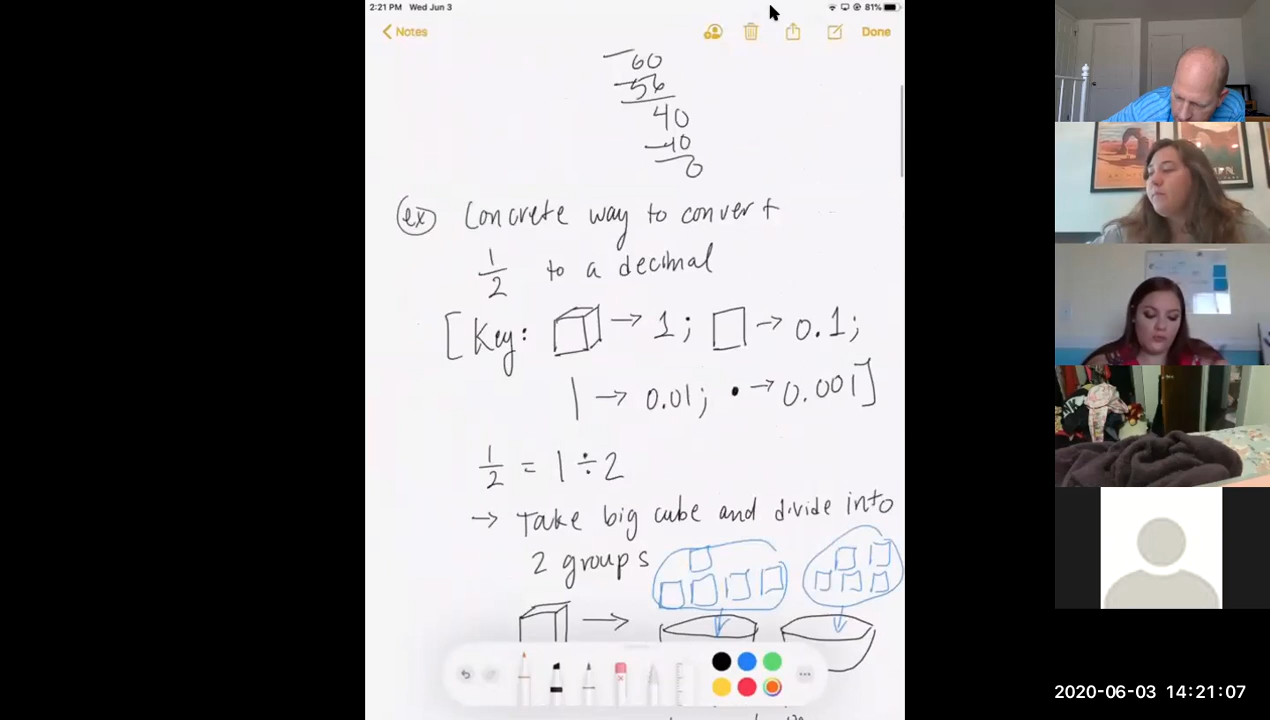 2:21 PM Wed Jun 3
81%
Notes
Done
60
-56
40
-40
0
ex Concrete way to convert
1/2 to a decimal
[Key: → 1; → 0.1;
| → 0.01; • → 0.001]
1/2 = 1 ÷ 2
→ Take big cube and divide into
2 groups
→
2020-06-03 14:21:07